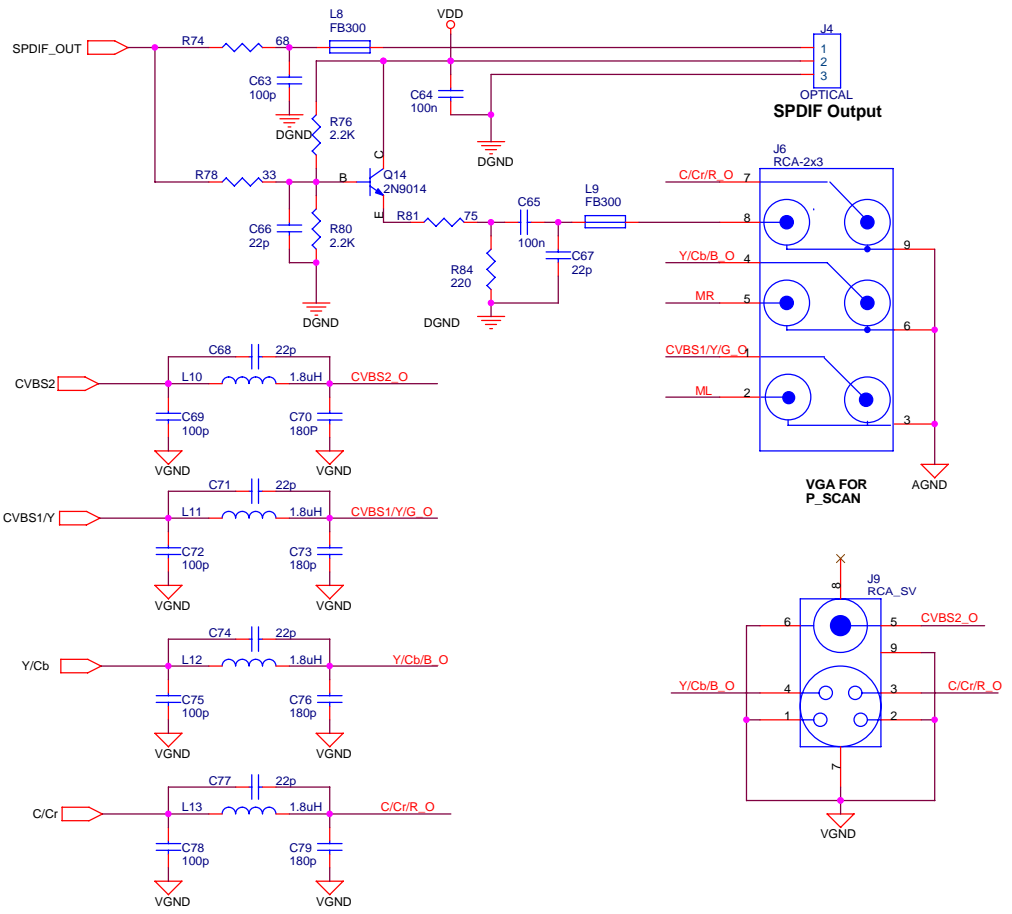 L8
FB300
VDD
SPDIF_OUT
R74
68
J4
1
2
3
OPTICAL
SPDIF Output
C63
100p
DGND
C64
100n
DGND
R76
2.2K
R78
33
B
C
E
Q14
2N9014
C66
22p
R80
2.2K
DGND
R81
75
C65
100n
L9
FB300
C67
22p
R84
220
DGND
J6
RCA-2x3
C/Cr/R_O
7
8
9
Y/Cb/B_O
4
MR
5
6
CVBS1/Y/G_O
1
ML
2
3
AGND
VGA FOR
P_SCAN
C68
22p
CVBS2
L10
1.8uH
CVBS2_O
C69
100p
C70
180P
VGND
VGND
C71
22p
CVBS1/Y
L11
1.8uH
CVBS1/Y/G_O
C72
100p
C73
180p
VGND
VGND
C74
22p
Y/Cb
L12
1.8uH
Y/Cb/B_O
C75
100p
C76
180p
VGND
VGND
C77
22p
C/Cr
L13
1.8uH
C/Cr/R_O
C78
100p
C79
180p
VGND
VGND
J9
RCA_SV
8
6
5
CVBS2_O
9
Y/Cb/B_O
4
3
C/Cr/R_O
1
2
7
VGND